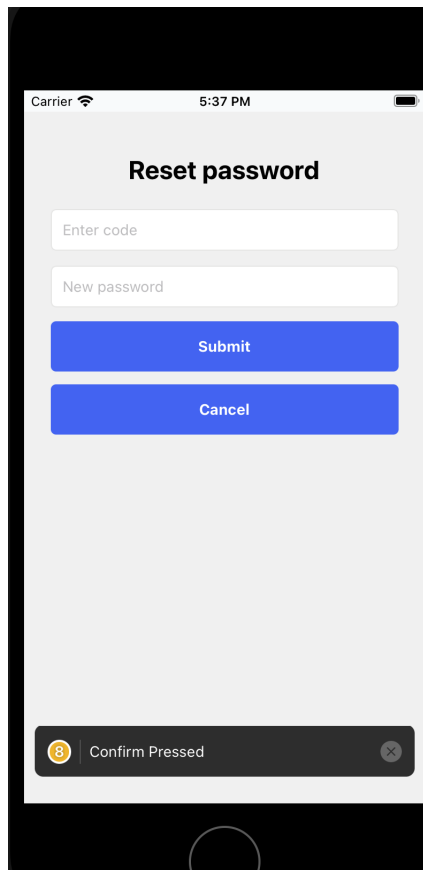 Carrier
5:37 PM
Reset password
Enter code
New password
Submit
Cancel
8
Confirm Pressed